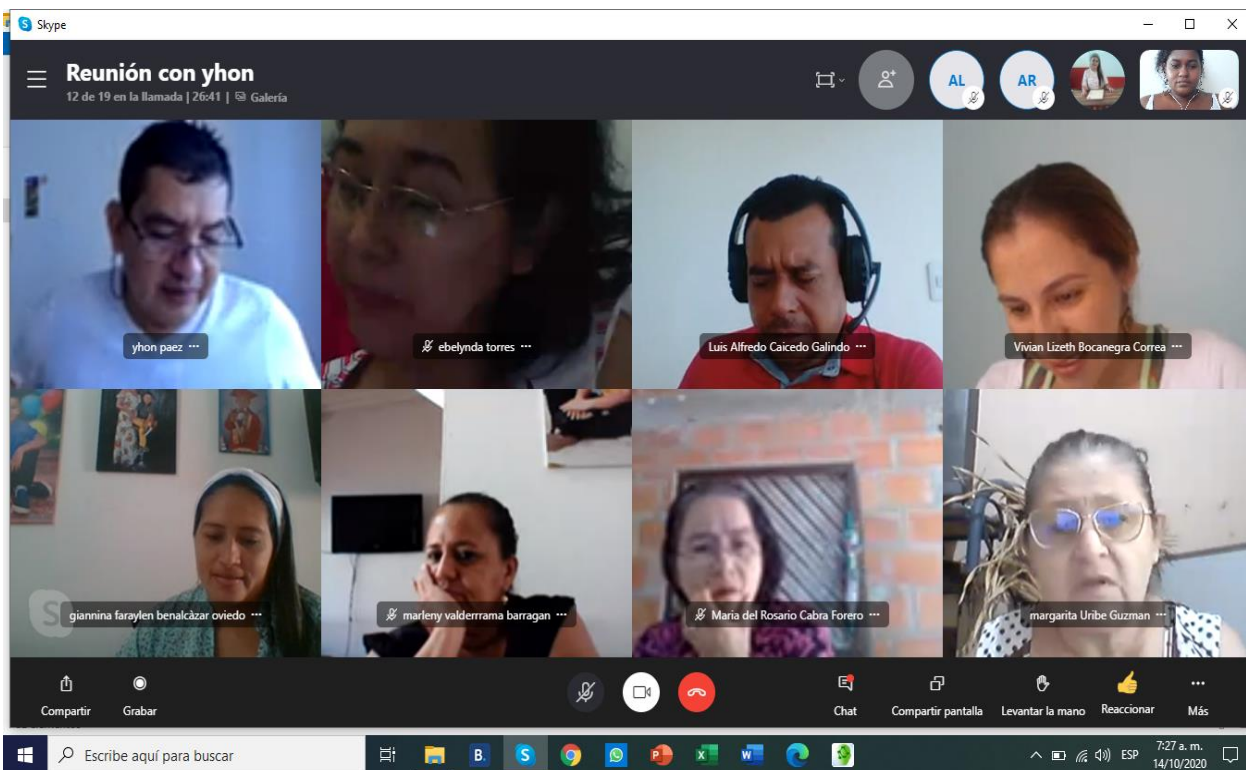 Skype
Reunión con yhon
12 de 19 en la llamada | 26:41 | Galería
AL
AR
yhon paez ···
ebelynda torres ···
Luis Alfredo Caicedo Galindo ···
Vivian Lizeth Bocanegra Correa ···
giannina faraylen benalcàzar oviedo ···
marleny valderrrama barragan ···
Maria del Rosario Cabra Forero ···
margarita Uribe Guzman ···
Compartir
Grabar
Chat
Compartir pantalla
Levantar la mano
Reaccionar
Más
Escribe aquí para buscar
ESP
7:27 a. m.
14/10/2020